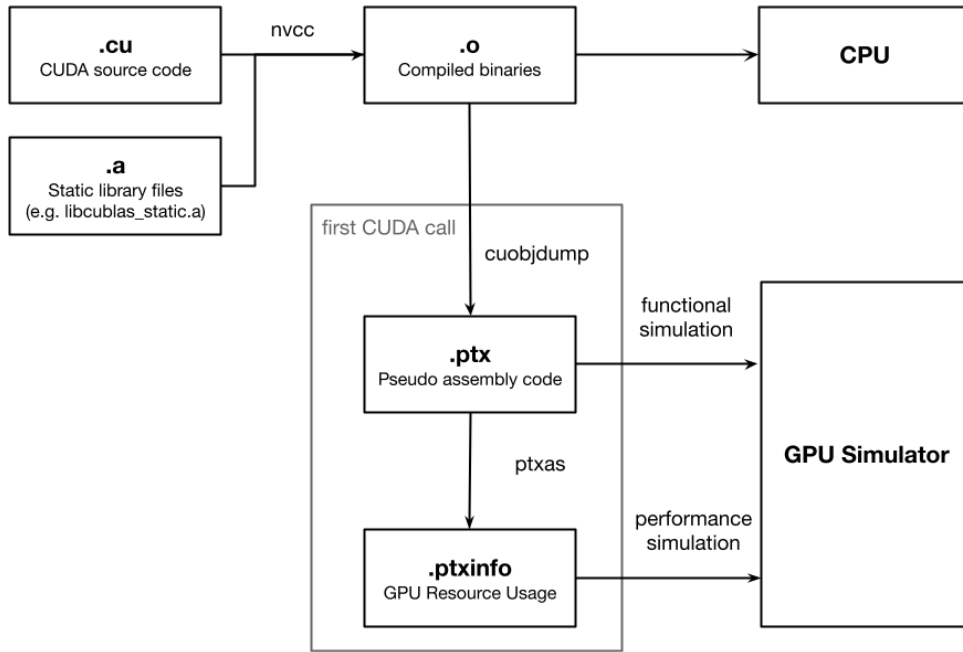 .cu
CUDA source code
nvcc
.o
Compiled binaries
CPU
.a
Static library files
(e.g. libcublas_static.a)
first CUDA call
cuobjdump
.ptx
Pseudo assembly code
functional
simulation
ptxas
GPU Simulator
.ptxinfo
GPU Resource Usage
performance
simulation